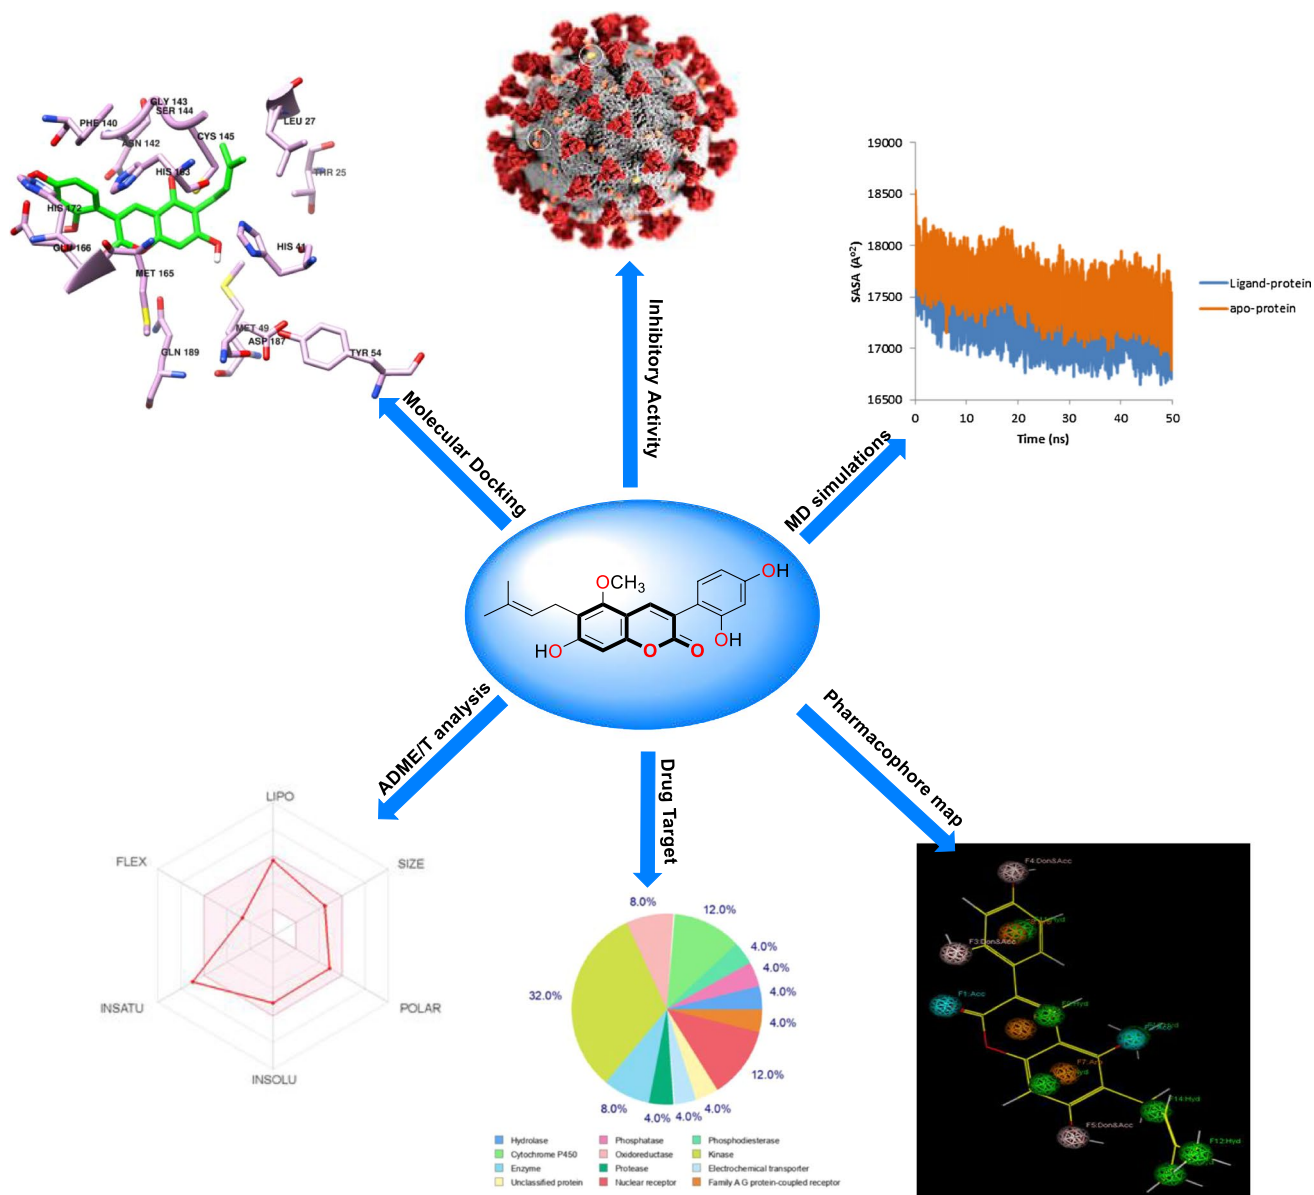 GLY 143
SER 144
PHE 140
ASN 142
CYS 145
LEU 27
HIS 163
THR 25
HIS 172
GLN 166
HIS 41
MET 165
MET 49
ASP 187
GLN 189
TYR 54
19000
18500
18000
17500
17000
16500
SASA (A°²)
0 10 20 30 40 50
Time (ns)
Ligand-protein
apo-protein
Molecular Docking
Inhibitory Activity
MD simulations
OCH₃
OH
OH
HO
O
O
ADME/T analysis
Drug Target
Pharmacophore map
LIPO
FLEX
SIZE
INSATU
POLAR
INSOLU
8.0%
12.0%
4.0%
4.0%
4.0%
4.0%
12.0%
4.0%
4.0%
4.0%
8.0%
32.0%
Hydrolase Phosphatase Phosphodiesterase
Cytochrome P450 Oxidoreductase Kinase
Enzyme Protease Electrochemical transporter
Unclassified protein Nuclear receptor Family A G protein-coupled receptor
F4:Don&Acc
F3:Don&Acc
F1:Acc
F5:Don&Acc
F14:Hyd
F12:Hyd